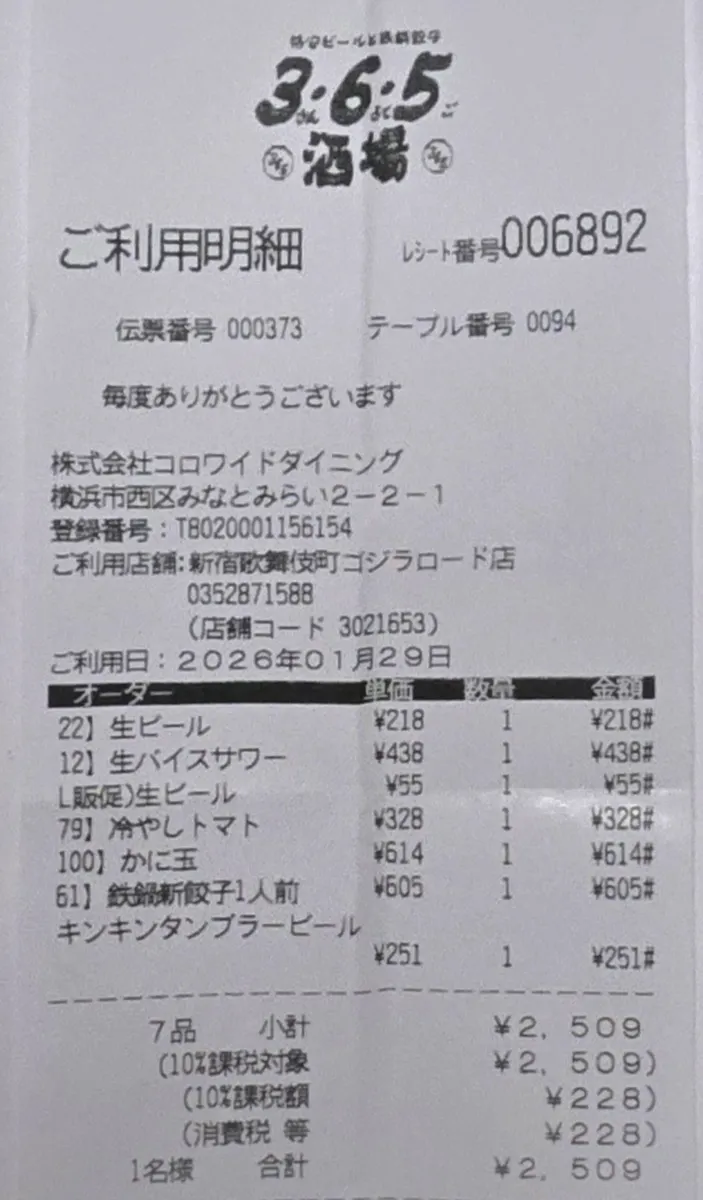 3・6・5
酒場
ご利用明細 レシート番号006892
伝票番号 000373 テーブル番号 0094
毎度ありがとうございます
株式会社コロワイドダイニング
横浜市西区みなとみらい2-2-1
登録番号:T8020001156154
ご利用店舗:新宿歌舞伎町ゴジラロード店
0352871588
(店舗コード 3021653)
ご利用日:2026年01月29日
オーダー 単価 数量 金額
22】生ビール ¥218 1 ¥218#
12】生バイスサワー ¥438 1 ¥438#
L販促)生ビール ¥55 1 ¥55#
79】冷やしトマト ¥328 1 ¥328#
100】かに玉 ¥614 1 ¥614#
61】鉄鍋新餃子1人前 ¥605 1 ¥605#
キンキンタンブラービール
¥251 1 ¥251#
7品 小計 ¥2,509
(10%課税対象 ¥2,509)
(10%課税額 ¥228)
(消費税 等 ¥228)
1名様 合計 ¥2,509